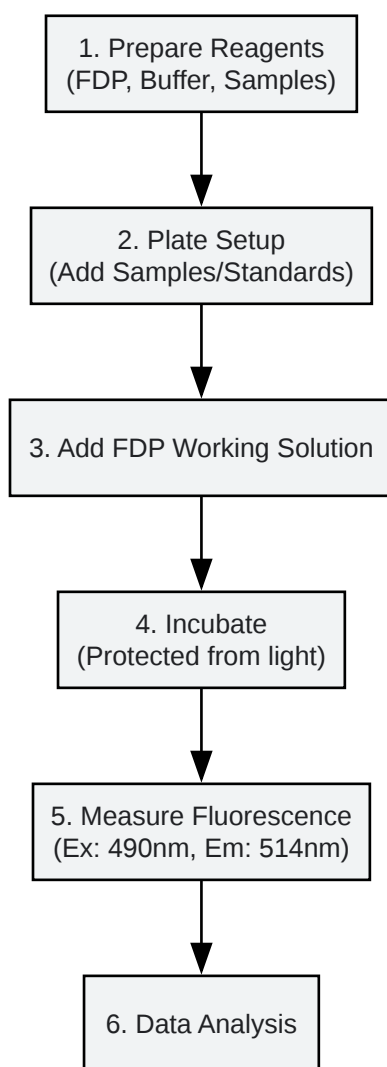 1. Prepare Reagents
(FDP, Buffer, Samples)
2. Plate Setup
(Add Samples/Standards)
3. Add FDP Working Solution
4. Incubate
(Protected from light)
5. Measure Fluorescence
(Ex: 490nm, Em: 514nm)
6. Data Analysis